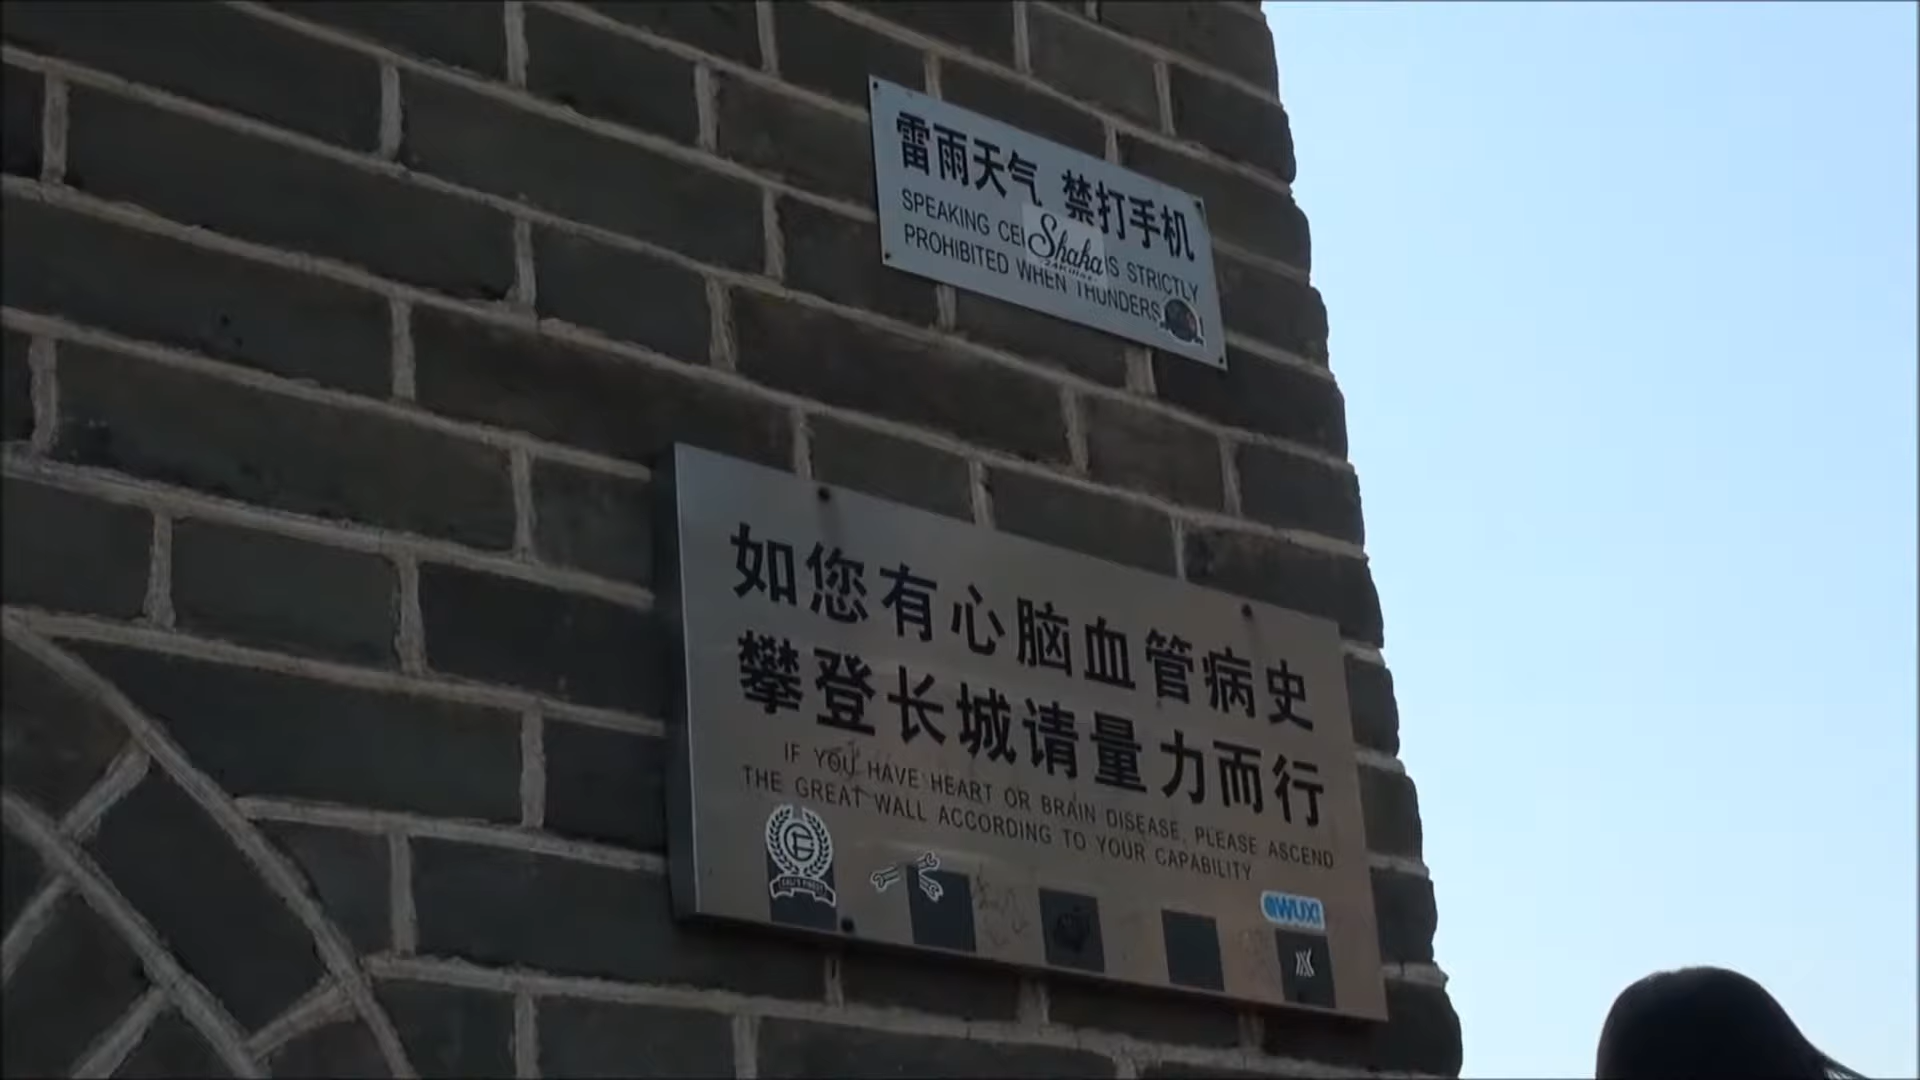 雷雨天气 禁打手机
SPEAKING IS STRICTLY
Shaka
PROHIBITED WHEN
如您有心脑血管病史
攀登长城请量力而行
IF YOU HAVE HEART OR BRAIN DISEASE, PLEASE ASCEND
THE GREAT WALL ACCORDING TO YOUR CAPABILITY
@WUXI